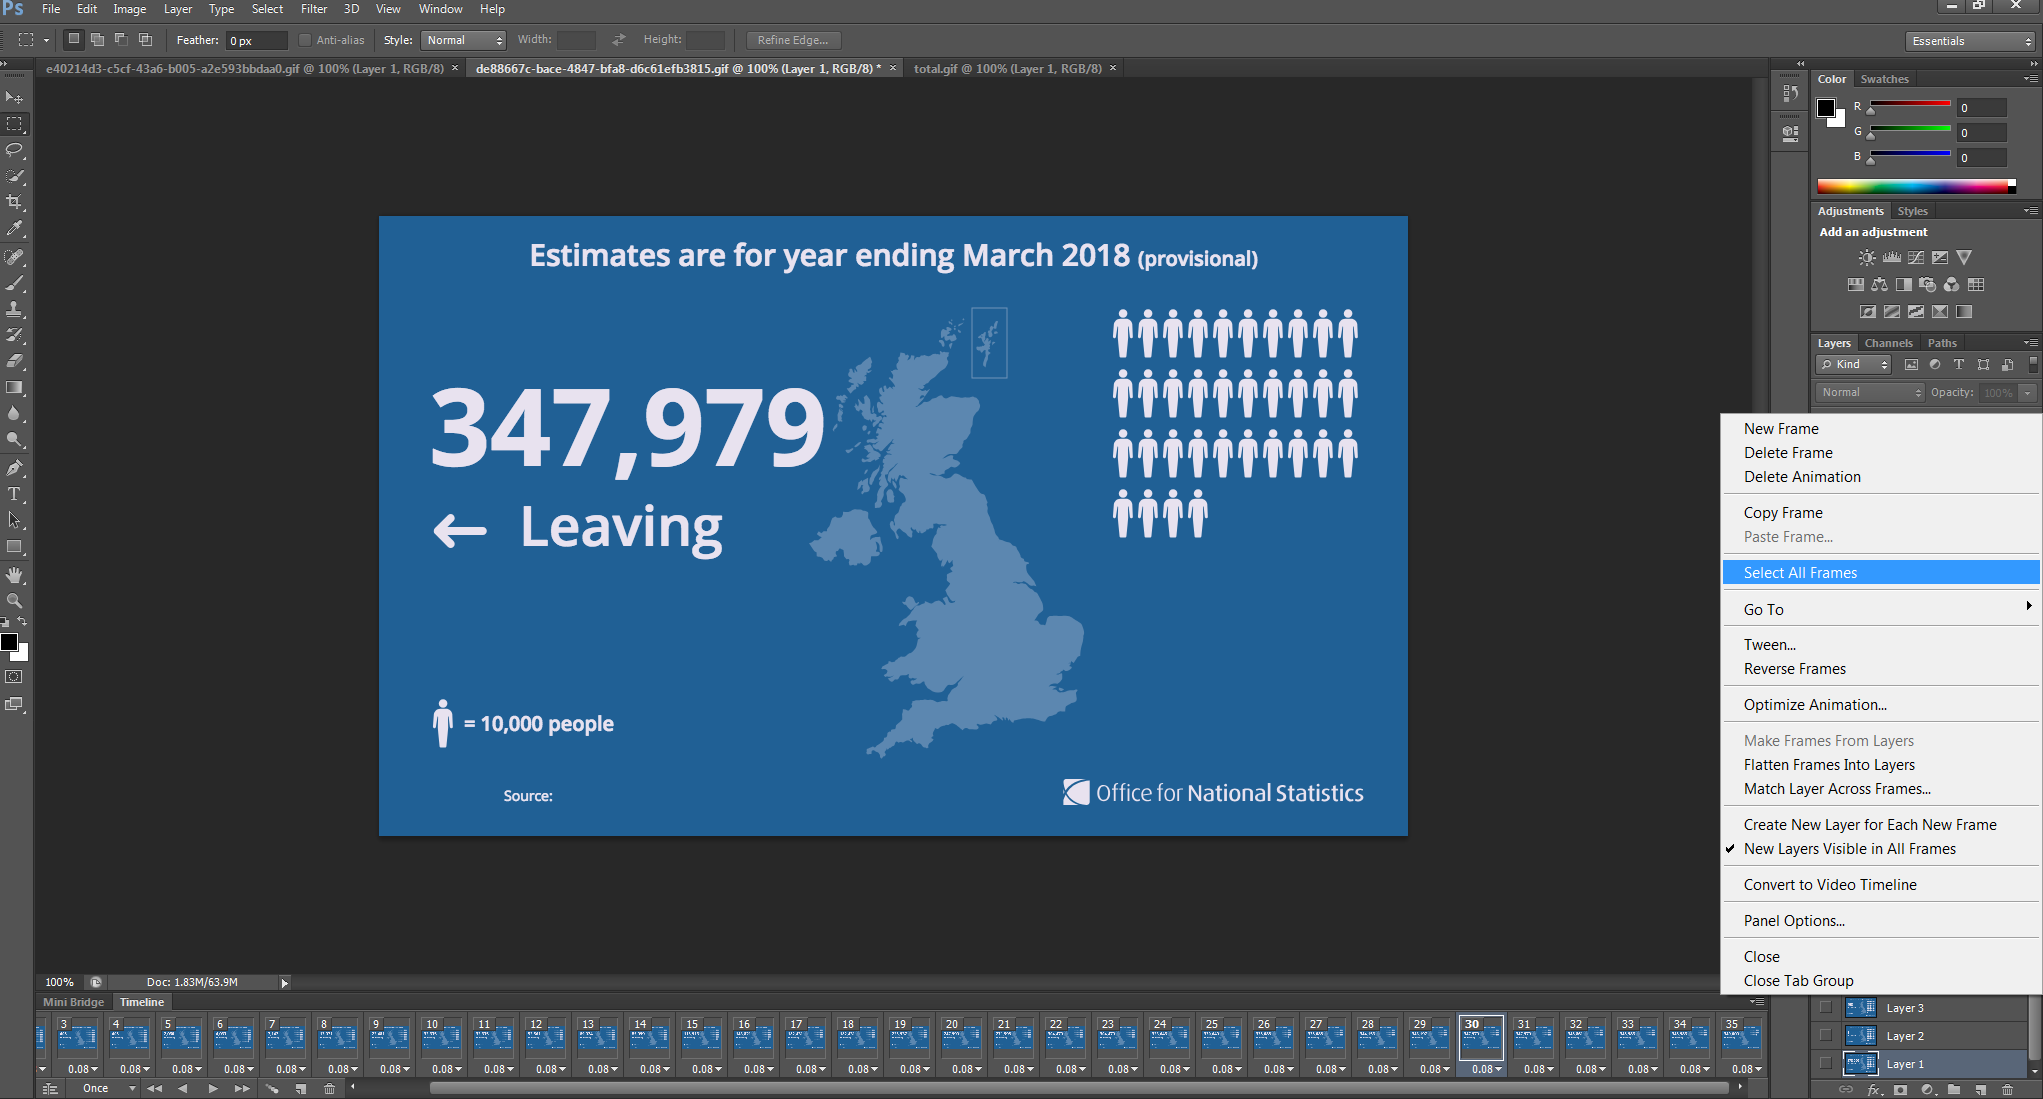 Ps File Edit Image Layer Type Select Filter 3D View Window Help
Feather: 0 px Anti-alias Style: Normal Width: Height: Refine Edge... Essentials
e40214d3-c5cf-43a6-b005-a2e593bbdaa0.gif @ 100% (Layer 1, RGB/8) × de88667c-bace-4847-bfa8-d6c61efb3815.gif @ 100% (Layer 1, RGB/8) * × total.gif @ 100% (Layer 1, RGB/8) ×
Color Swatches
R 0
G 0
B 0
Adjustments Styles
Add an adjustment
Layers Channels Paths
Kind
Normal Opacity: 100%
Estimates are for year ending March 2018 (provisional)
347,979
← Leaving
= 10,000 people
Source:
Office for National Statistics
New Frame
Delete Frame
Delete Animation
Copy Frame
Paste Frame...
Select All Frames
Go To
Tween...
Reverse Frames
Optimize Animation...
Make Frames From Layers
Flatten Frames Into Layers
Match Layer Across Frames...
Create New Layer for Each New Frame
New Layers Visible in All Frames
Convert to Video Timeline
Panel Options...
Close
Close Tab Group
Layer 3
Layer 2
Layer 1
100% Doc: 1.83M/63.9M
Mini Bridge Timeline
3 4 5 6 7 8 9 10 11 12 13 14 15 16 17 18 19 20 21 22 23 24 25 26 27 28 29 30 31 32 33 34 35
0.08 0.08 0.08 0.08 0.08 0.08 0.08 0.08 0.08 0.08 0.08 0.08 0.08 0.08 0.08 0.08 0.08 0.08 0.08 0.08 0.08 0.08 0.08 0.08 0.08 0.08 0.08 0.08 0.08 0.08 0.08 0.08 0.08
Once
fx